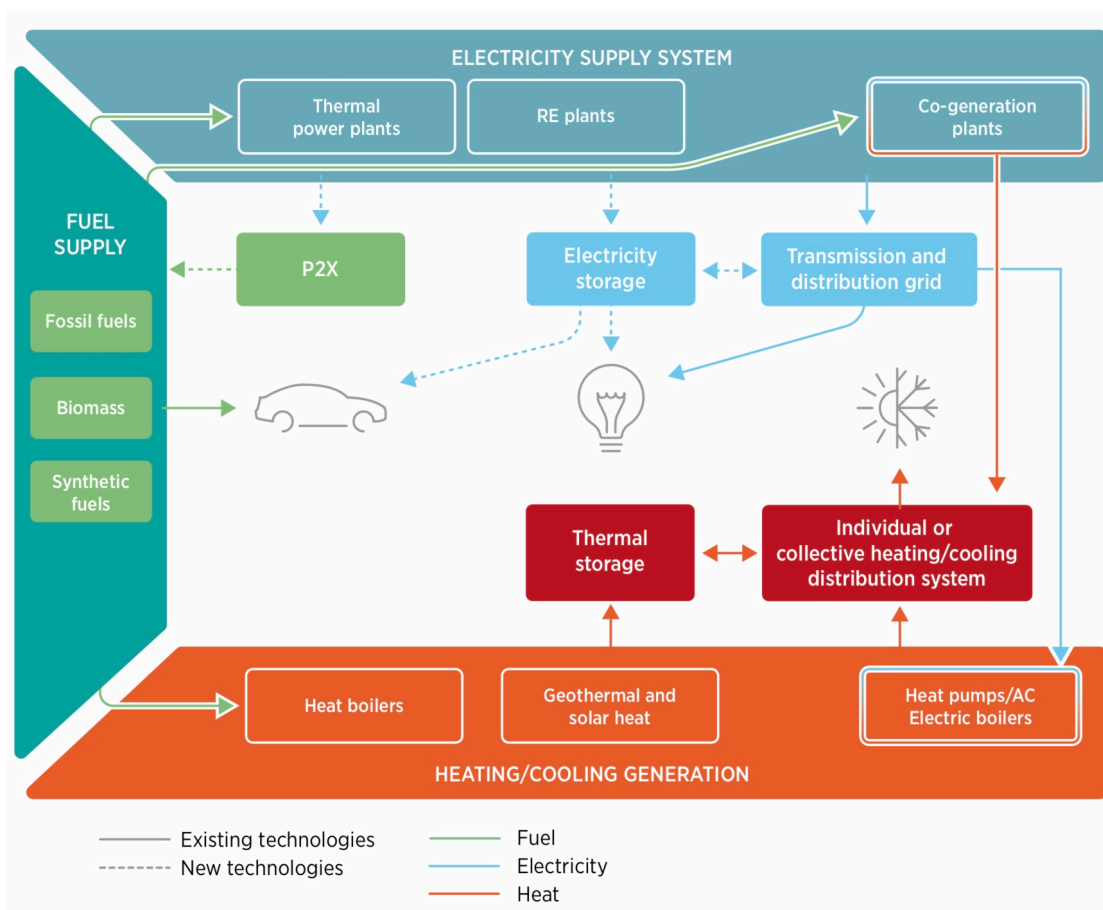 ELECTRICITY SUPPLY SYSTEM
Thermal
power plants
RE plants
Co-generation
plants
FUEL
SUPPLY
Fossil fuels
Biomass
Synthetic
fuels
P2X
Electricity
storage
Transmission and
distribution grid
Thermal
storage
Individual or
collective heating/cooling
distribution system
Heat boilers
Geothermal and
solar heat
Heat pumps/AC
Electric boilers
HEATING/COOLING GENERATION
Existing technologies
New technologies
Fuel
Electricity
Heat